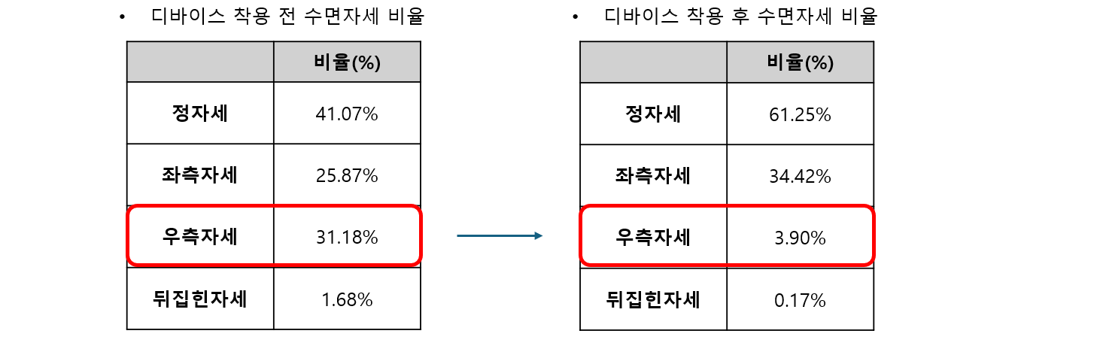 • 디바이스 착용 전 수면자세 비율
비율(%)
정자세 41.07%
좌측자세 25.87%
우측자세 31.18%
뒤집힌자세 1.68%
• 디바이스 착용 후 수면자세 비율
비율(%)
정자세 61.25%
좌측자세 34.42%
우측자세 3.90%
뒤집힌자세 0.17%